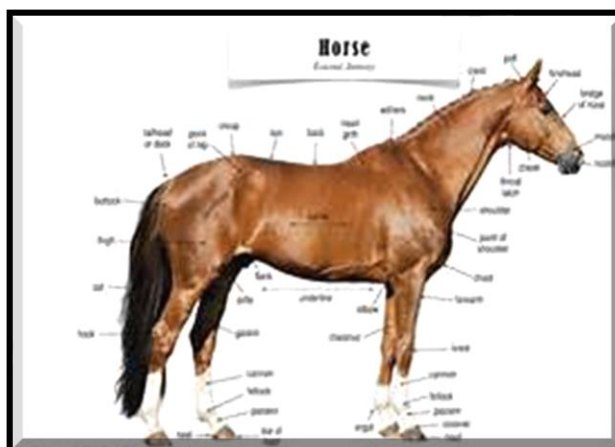 Horse
External Anatomy
poll
forehead
crest
bridge
of nose
neck
withers
heart
girth
back
loin
croup
point
of hip
tailhead
or dock
cheek
throat
latch
shoulder
point of
shoulder
chest
forearm
buttock
thigh
tail
hock
flank
stifle
underline
elbow
chestnut
gaskin
knee
cannon
fetlock
pastern
cannon
fetlock
pastern
coronet
ergot
heel